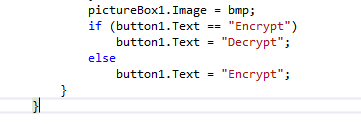 pictureBox1.Image = bmp;
if (button1.Text == "Encrypt")
button1.Text = "Decrypt";
else
button1.Text = "Encrypt";
}
}